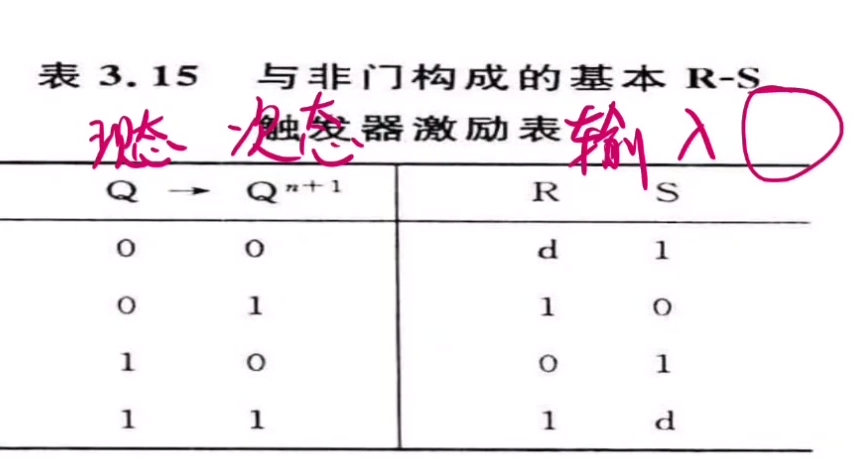 表 3.15 与非门构成的基本 R-S
触发器激励表
现态 次态 输入
Q → Qⁿ⁺¹ R S
0 0 d 1
0 1 1 0
1 0 0 1
1 1 1 d